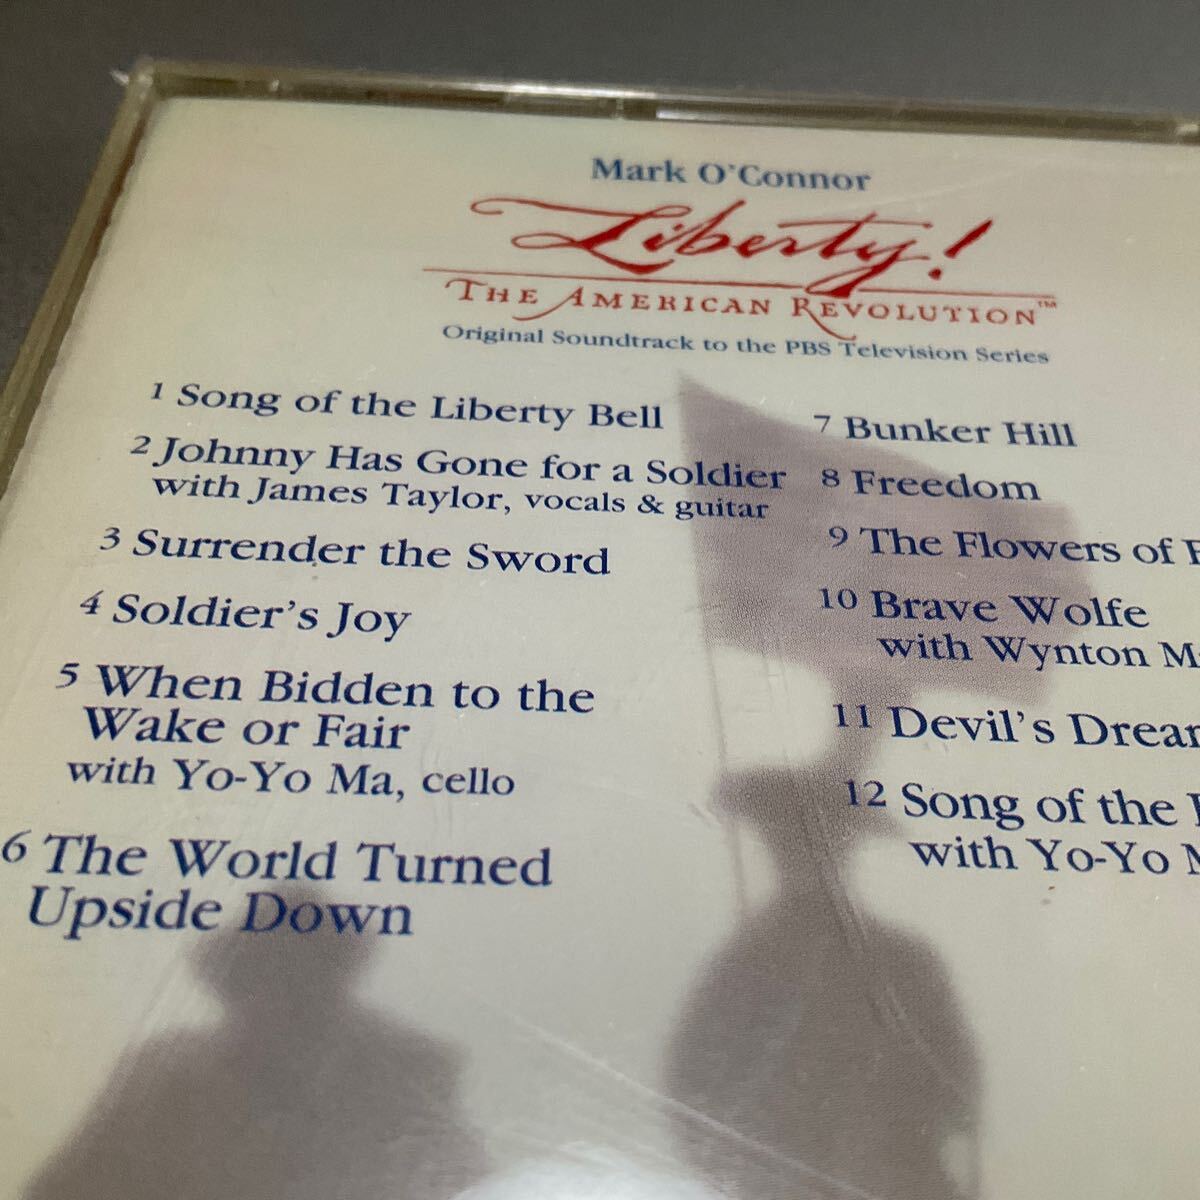 Mark O'Connor
Liberty!
THE AMERICAN REVOLUTION™
Original Soundtrack to the PBS Television Series
1 Song of the Liberty Bell
2 Johnny Has Gone for a Soldier
with James Taylor, vocals & guitar
3 Surrender the Sword
4 Soldier's Joy
5 When Bidden to the
Wake or Fair
with Yo-Yo Ma, cello
6 The World Turned
Upside Down
7 Bunker Hill
8 Freedom
9 The Flowers of
10 Brave Wolfe
with Wynton
11 Devil's
12 Song of the
with Yo-Yo